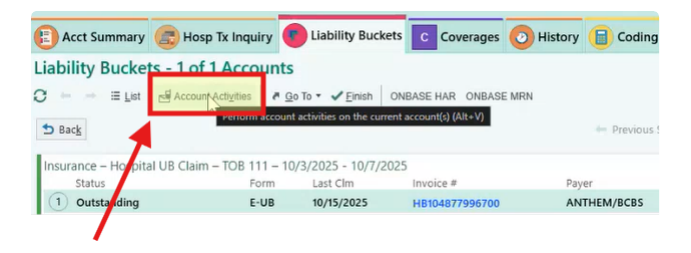 Acct Summary Hosp Tx Inquiry Liability Buckets C Coverages History Coding
Liability Buckets - 1 of 1 Accounts
List Account Activities Go To Finish ONBASE HAR ONBASE MRN
Perform account activities on the current account(s) (Alt+V)
Back Previous
Insurance – Hospital UB Claim – TOB 111 – 10/3/2025 - 10/7/2025
Status Form Last Clm Invoice # Payer
1 Outstanding E-UB 10/15/2025 HB104877996700 ANTHEM/BCBS